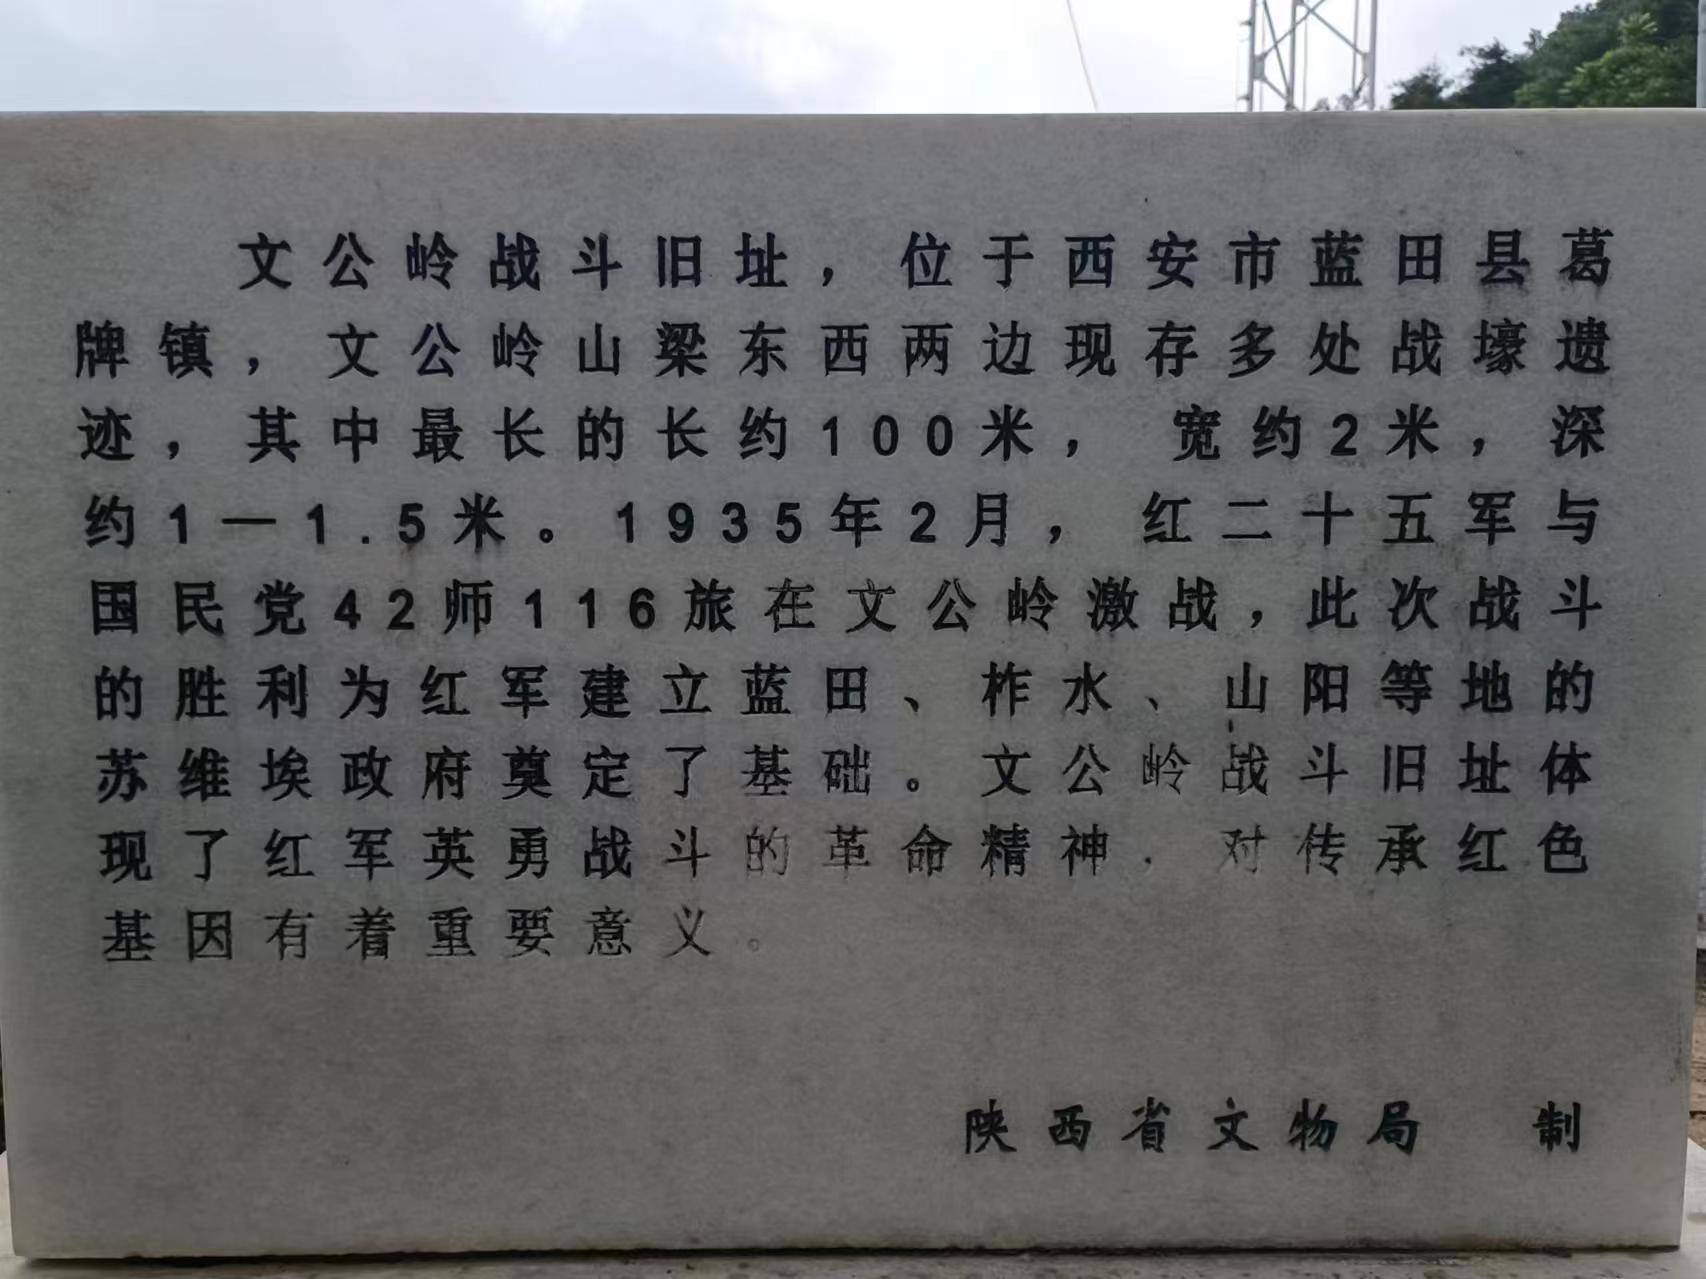 文公岭战斗旧址，位于西安市蓝田县葛
牌镇，文公岭山梁东西两边现存多处战壕遗
迹，其中最长的长约100米，宽约2米，深
约1—1.5米。1935年2月，红二十五军与
国民党42师116旅在文公岭激战，此次战斗
的胜利为红军建立蓝田、柞水、山阳等地的
苏维埃政府奠定了基础。文公岭战斗旧址体
现了红军英勇战斗的革命精神，对传承红色
基因有着重要意义。
陕西省文物局 制